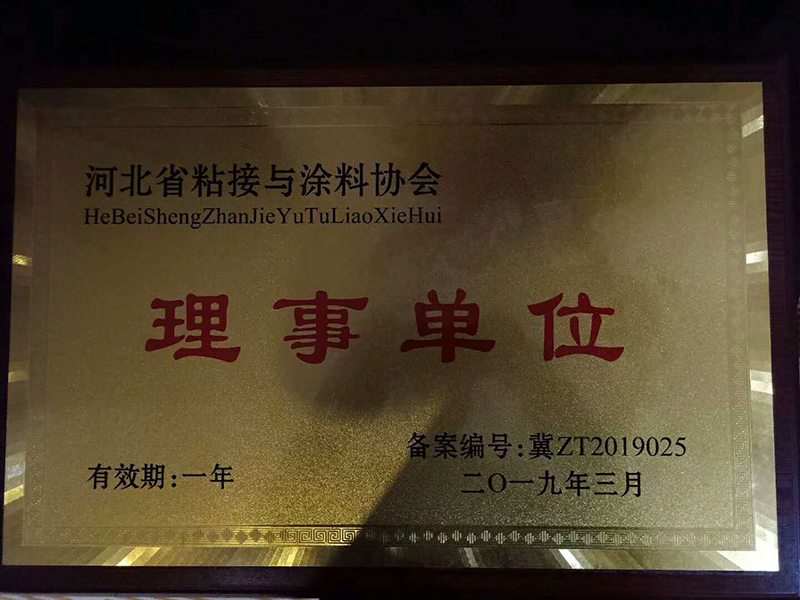 河北省粘接与涂料协会
HeBeiShengZhanJieYuTuLiaoXieHui
理事单位
备案编号:冀ZT2019025
有效期:一年
二〇一九年三月